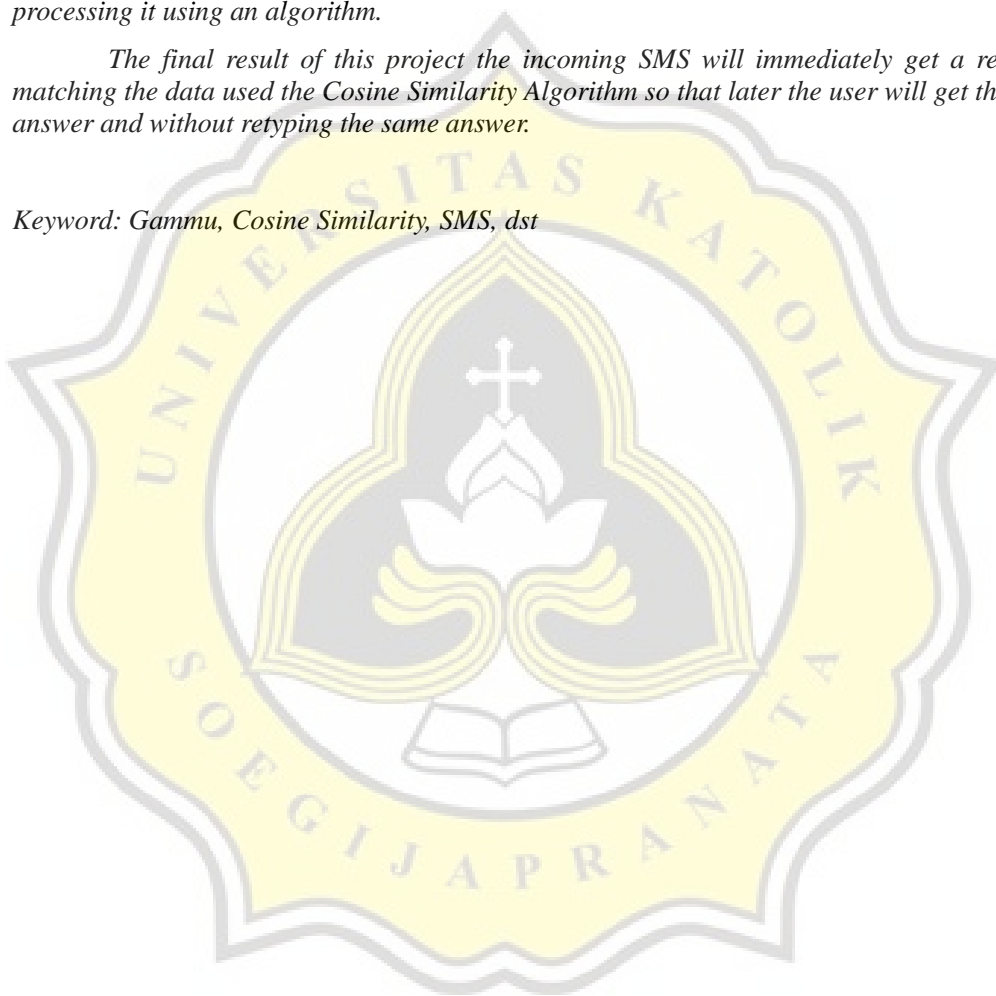 processing it using an algorithm.
The final result of this project the incoming SMS will immediately get a re
matching the data used the Cosine Similarity Algorithm so that later the user will get th
answer and without retyping the same answer.
Keyword: Gammu, Cosine Similarity, SMS, dst
UNIVERSITAS KATOLIK
SOEGIJAPRANATA